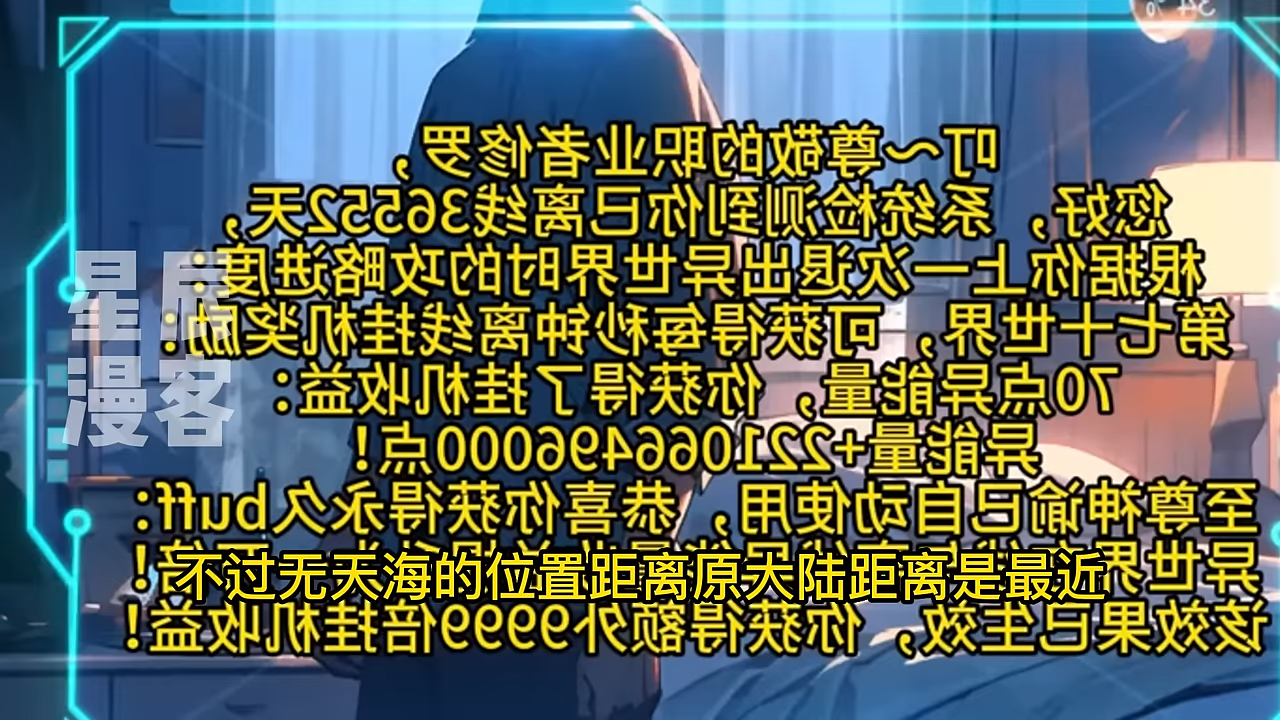 34%
叮～尊敬的职业者修罗，
您好，系统检测到你已离线36552天，
根据你上一次退出异世界时的攻略进度：
第七十世界，可获得每秒钟离线挂机奖励：
70点异能量，你获得了挂机收益：
异能量+221066496000点！
至尊神谕已自动使用，恭喜你获得永久buff：
异世界
倍！
不过无天海的位置距离原大陆距离是最近
该效果已生效，你获得额外9999倍挂机收益！
星辰
漫客